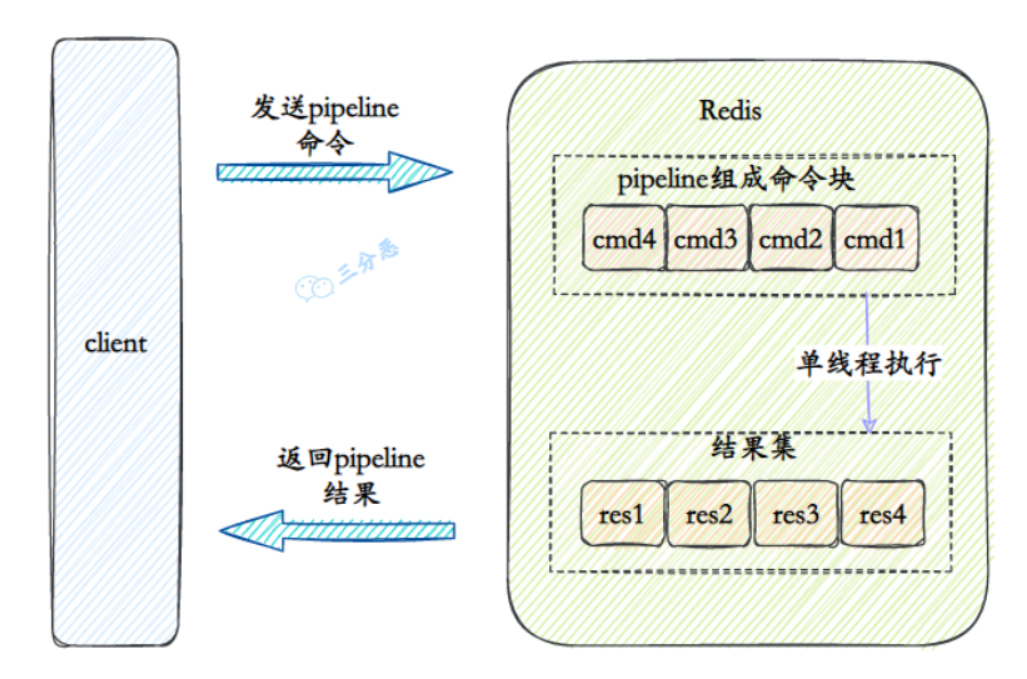 发送pipeline
命令
Redis
pipeline组成命令块
cmd4 cmd3 cmd2 cmd1
三分恶
client
单线程执行
返回pipeline
结果
结果集
res1 res2 res3 res4